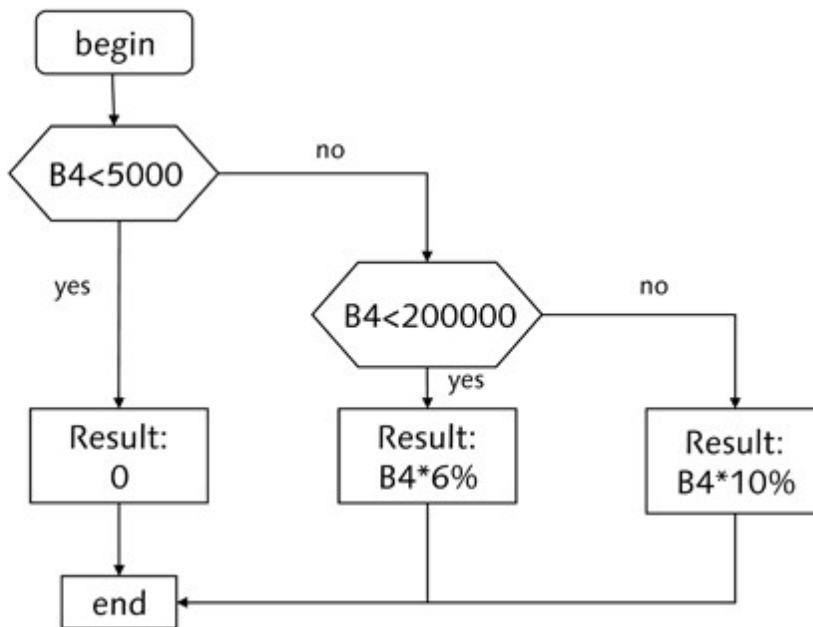 begin
B4<5000
no
yes
B4<200000
no
yes
Result:
0
Result:
B4*6%
Result:
B4*10%
end